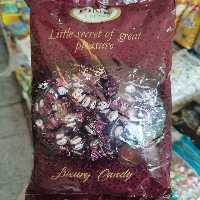 Little secret of great
pleasure
Luxury Candy